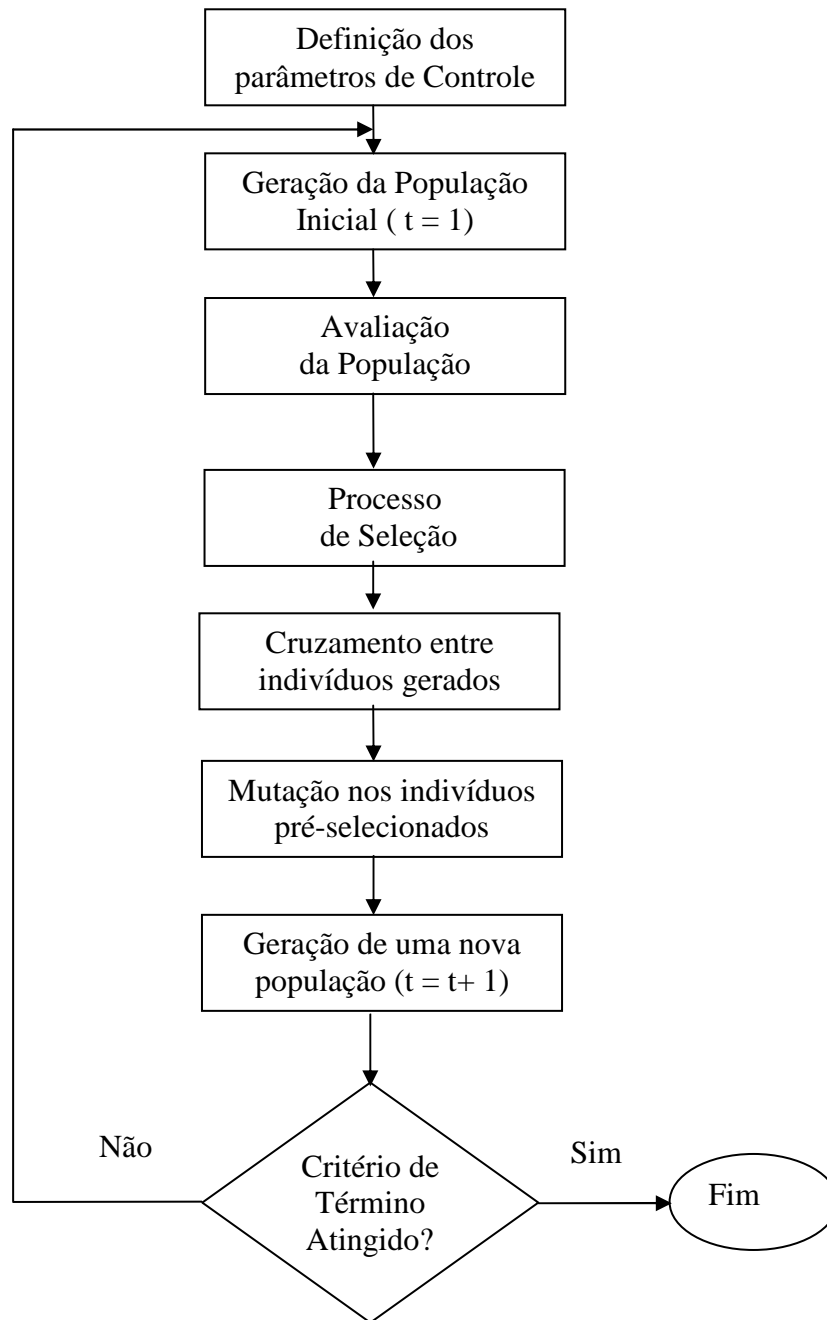 Definição dos
parâmetros de Controle
Geração da População
Inicial ( t = 1)
Avaliação
da População
Processo
de Seleção
Cruzamento entre
indivíduos gerados
Mutação nos indivíduos
pré-selecionados
Geração de uma nova
população (t = t+ 1)
Não
Critério de
Término
Atingido?
Sim
Fim